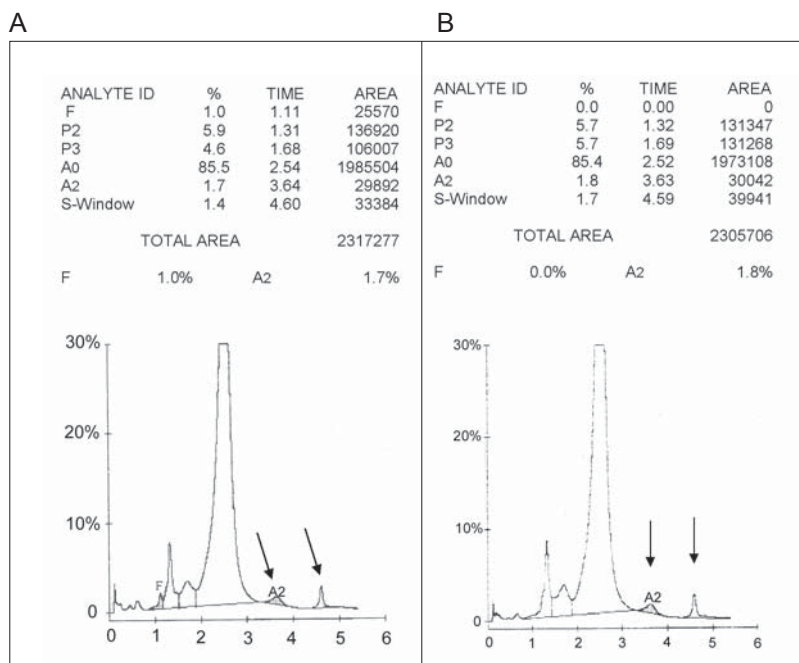 A
ANALYTE ID % TIME AREA
F 1.0 1.11 25570
P2 5.9 1.31 136920
P3 4.6 1.68 106007
A0 85.5 2.54 1985504
A2 1.7 3.64 29892
S-Window 1.4 4.60 33384
TOTAL AREA 2317277
F 1.0% A2 1.7%
30%
20%
10%
0
F
A2
0 1 2 3 4 5 6
B
ANALYTE ID % TIME AREA
F 0.0 0.00 0
P2 5.7 1.32 131347
P3 5.7 1.69 131268
A0 85.4 2.52 1973108
A2 1.8 3.63 30042
S-Window 1.7 4.59 39941
TOTAL AREA 2305706
F 0.0% A2 1.8%
30%
20%
10%
0
A2
0 1 2 3 4 5 6